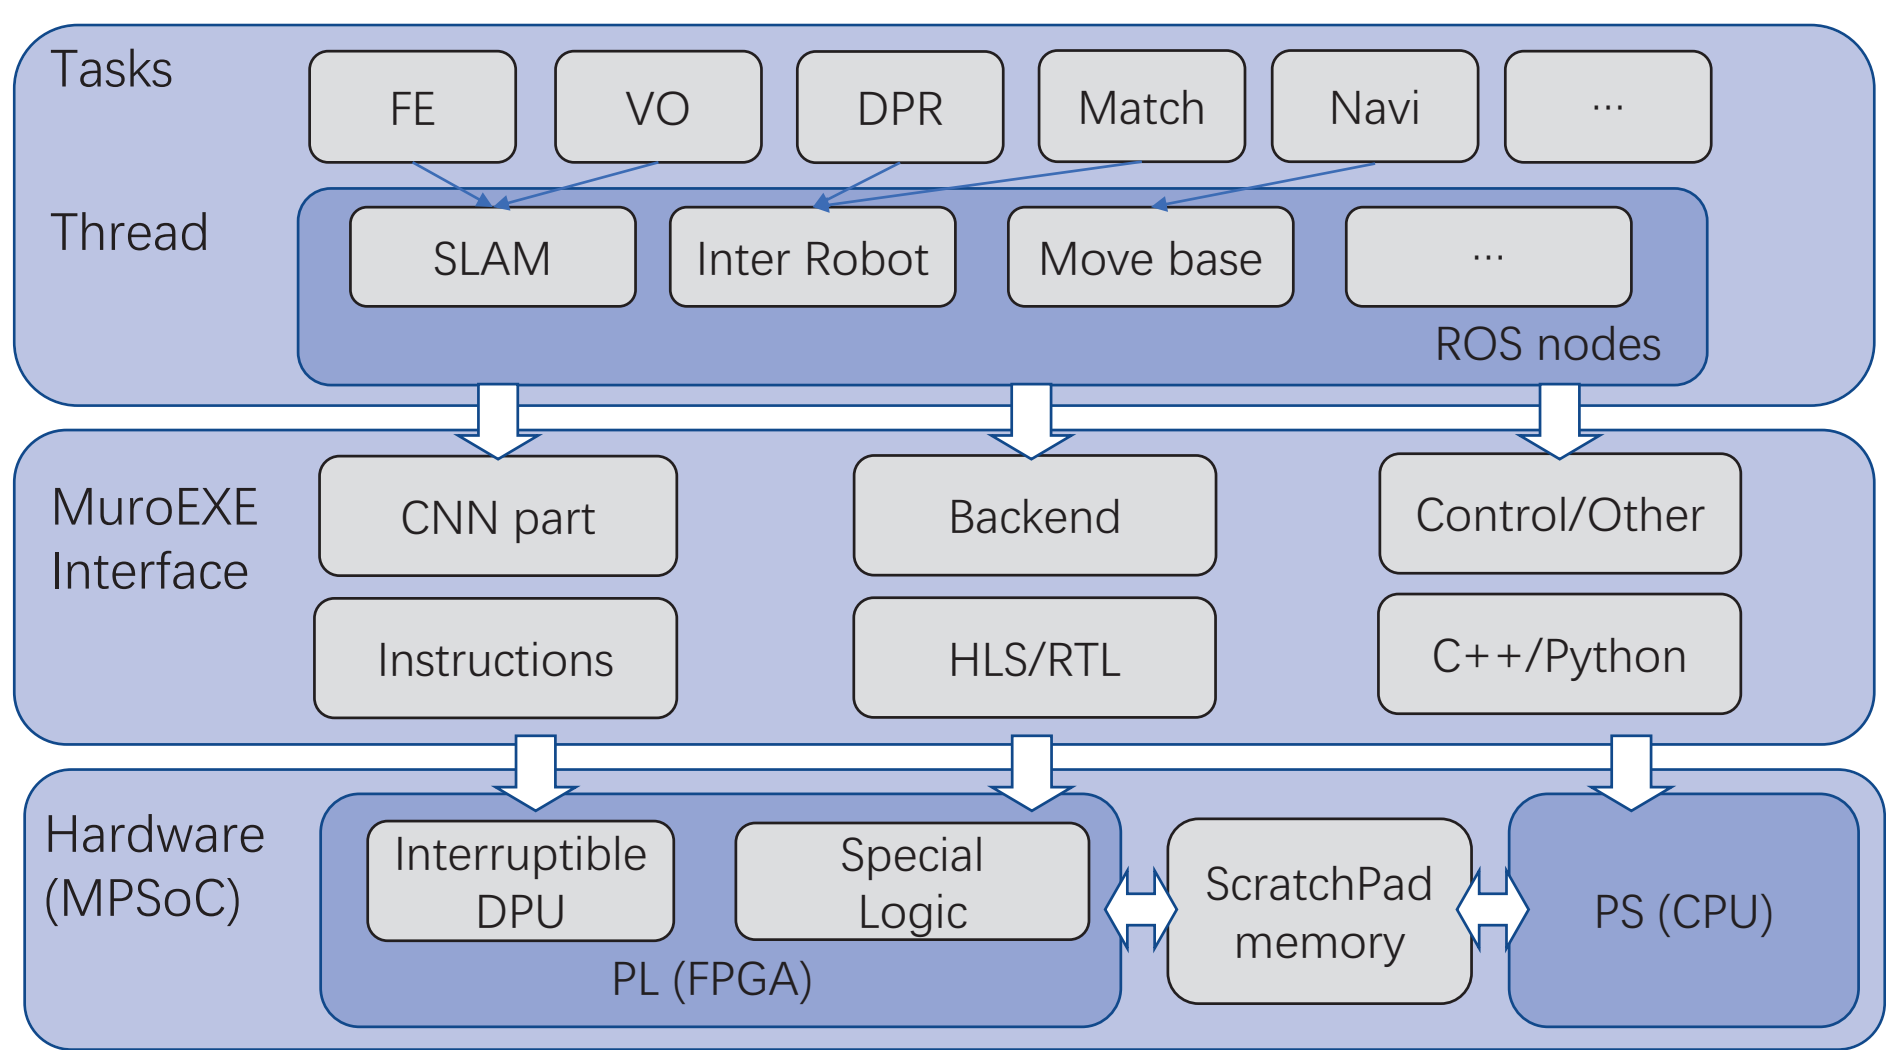 Tasks
FE
VO
DPR
Match
Navi
...
Thread
SLAM
Inter Robot
Move base
...
ROS nodes
MuroEXE
Interface
CNN part
Backend
Control/Other
Instructions
HLS/RTL
C++/Python
Hardware
(MPSoC)
Interruptible
DPU
Special
Logic
PL (FPGA)
ScratchPad
memory
PS (CPU)